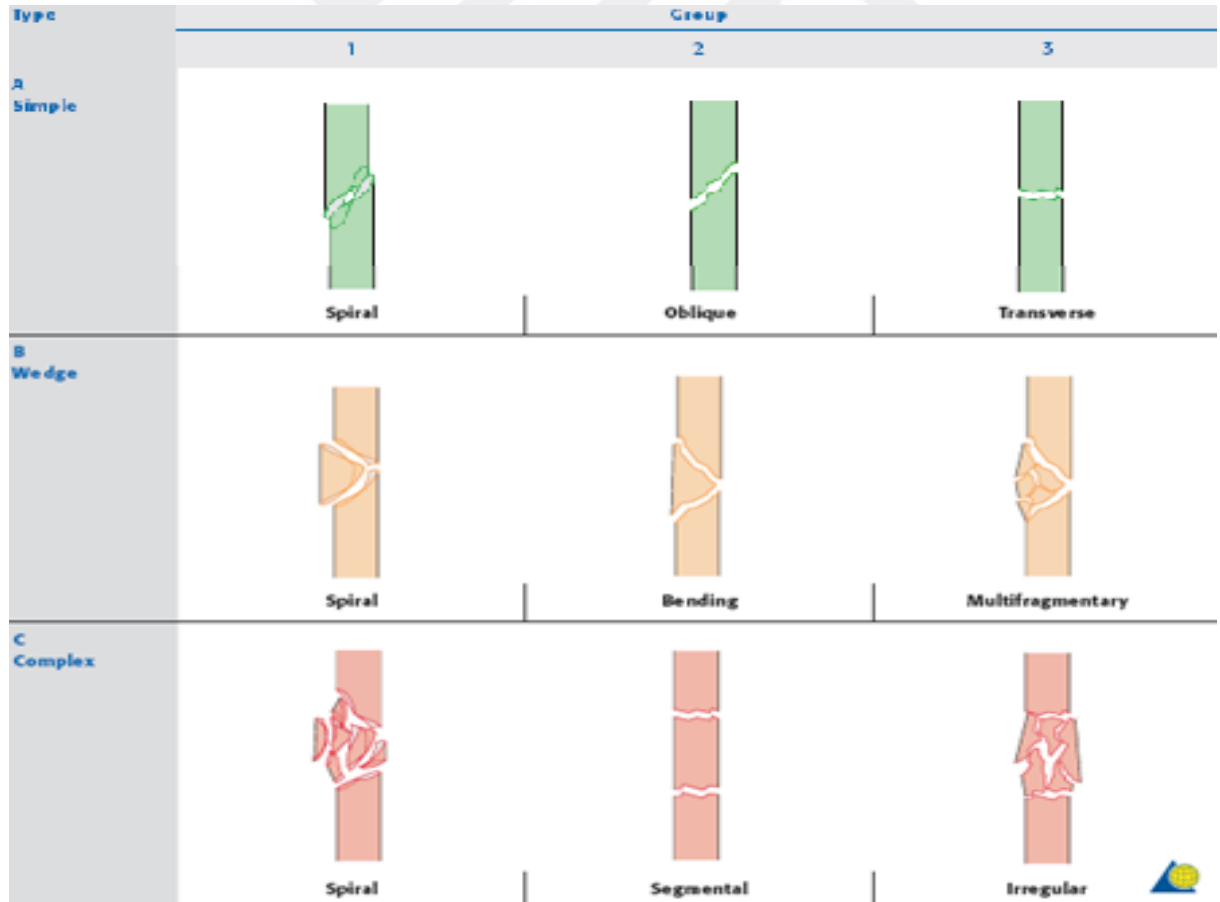 Type
Group
1
2
3
A
Simple
Spiral
Oblique
Transverse
B
Wedge
Spiral
Bending
Multifragmentary
C
Complex
Spiral
Segmental
Irregular